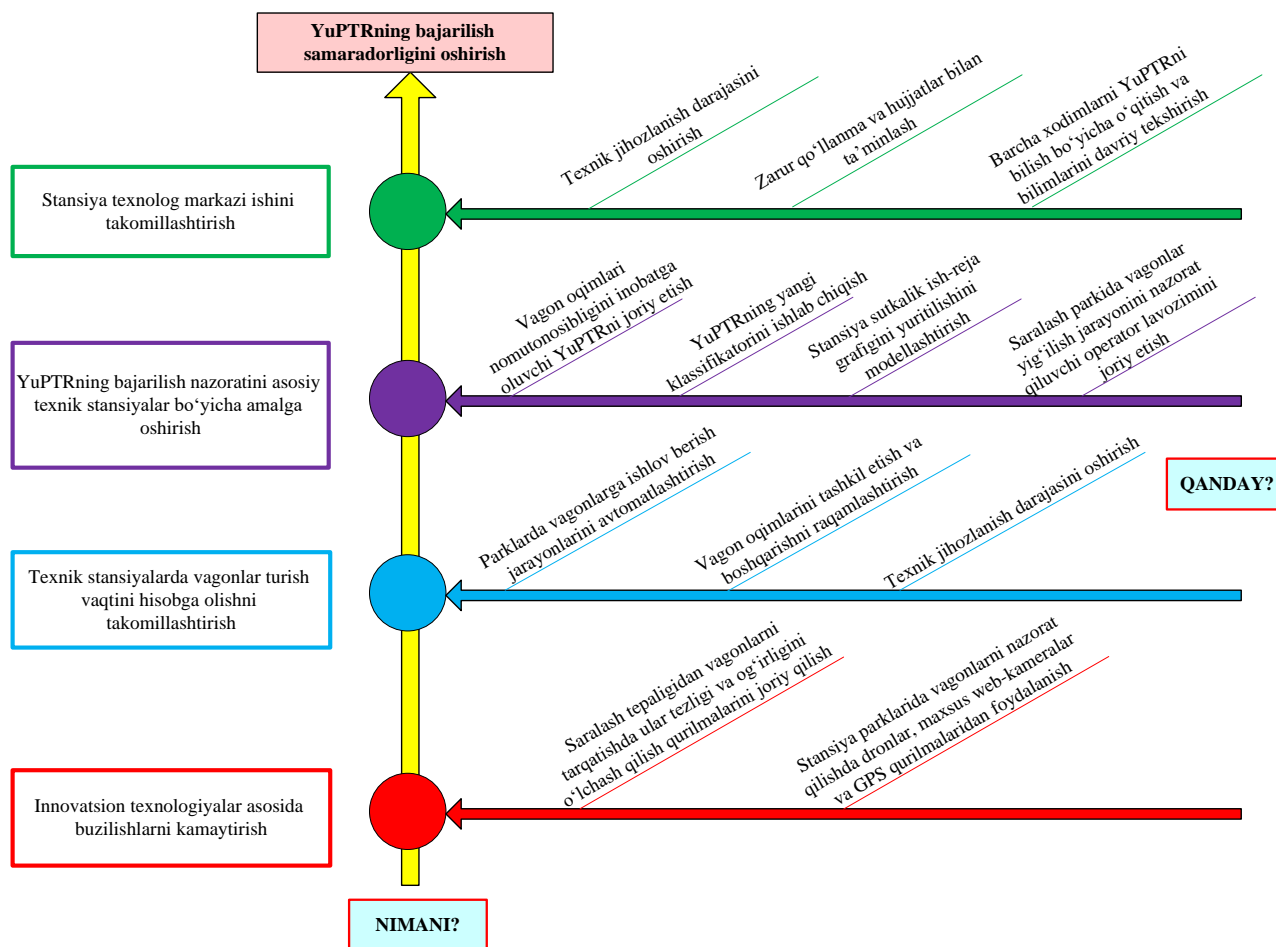 YuPTRning bajarilish
samaradorligini oshirish
Texnik jihozlanish darajasini
oshirish
Zarur qo‘llanma va hujjatlar bilan
ta’minlash
Barcha xodimlarni YuPTRni
bilish bo‘yicha o‘qitish va
bilimlarini davriy tekshirish
Stansiya texnolog markazi ishini
takomillashtirish
Vagon oqimlari
nomutonosibligini inobatga
oluvchi YuPTRni joriy etish
YuPTRning yangi
klassifikatorini ishlab chiqish
Stansiya sutkalik ish-reja
grafigini yuritilishini
modellashtirish
Saralash parkida vagonlar
yig‘ilish jarayonini nazorat
qiluvchi operator lavozimini
joriy etish
YuPTRning bajarilish nazoratini asosiy
texnik stansiyalar bo‘yicha amalga
oshirish
QANDAY?
Parklarda vagonlarga ishlov berish
jarayonlarini avtomatlashtirish
Vagon oqimlarini tashkil etish va
boshqarishni raqamlashtirish
Texnik jihozlanish darajasini oshirish
Texnik stansiyalarda vagonlar turish
vaqtini hisobga olishni
takomillashtirish
Saralash tepaligidan vagonlarni
tarqatishda ular tezligi va og‘irligini
o‘lchash qilish qurilmalarini joriy qilish
Stansiya parklarida vagonlarni nazorat
qilishda dronlar, maxsus web-kameralar
va GPS qurilmalaridan foydalanish
Innovatsion texnologiyalar asosida
buzilishlarni kamaytirish
NIMANI?